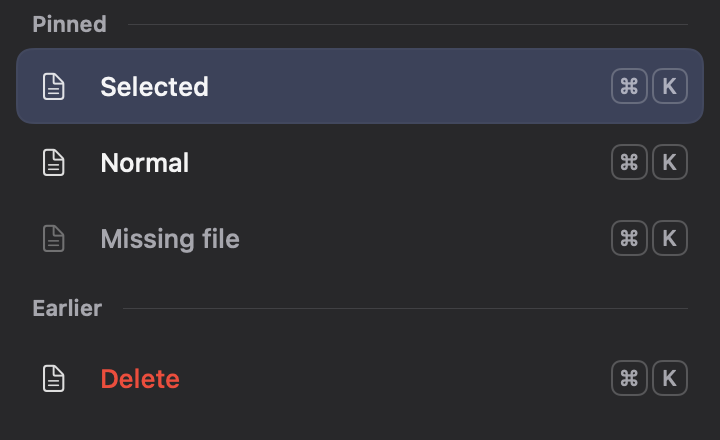 Pinned
Selected ⌘ K
Normal ⌘ K
Missing file ⌘ K
Earlier
Delete ⌘ K